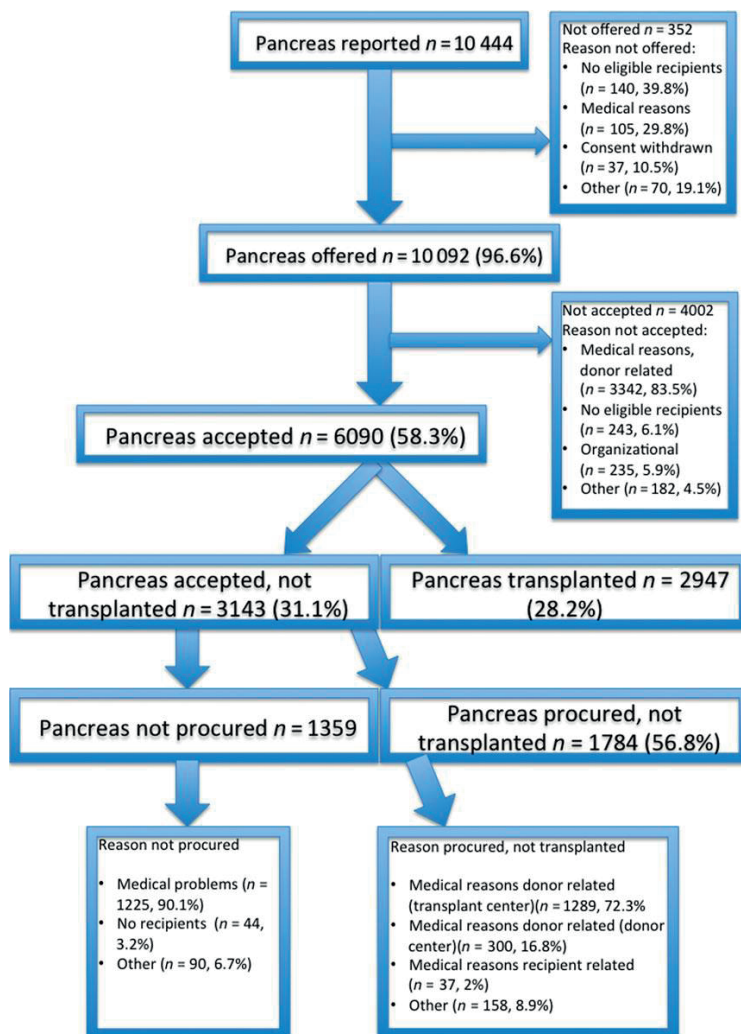 Pancreas reported n = 10 444
Not offered n = 352
Reason not offered:
• No eligible recipients
(n = 140, 39.8%)
• Medical reasons
(n = 105, 29.8%)
• Consent withdrawn
(n = 37, 10.5%)
• Other (n = 70, 19.1%)
Pancreas offered n = 10 092 (96.6%)
Not accepted n = 4002
Reason not accepted:
• Medical reasons,
donor related
(n = 3342, 83.5%)
• No eligible recipients
(n = 243, 6.1%)
• Organizational
(n = 235, 5.9%)
• Other (n = 182, 4.5%)
Pancreas accepted n = 6090 (58.3%)
Pancreas accepted, not
transplanted n = 3143 (31.1%)
Pancreas transplanted n = 2947
(28.2%)
Pancreas not procured n = 1359
Pancreas procured, not
transplanted n = 1784 (56.8%)
Reason not procured
• Medical problems (n =
1225, 90.1%)
• No recipients (n = 44,
3.2%)
• Other (n = 90, 6.7%)
Reason procured, not transplanted
• Medical reasons donor related
(transplant center)(n = 1289, 72.3%
• Medical reasons donor related (donor
center)(n = 300, 16.8%)
• Medical reasons recipient related
(n = 37, 2%)
• Other (n = 158, 8.9%)